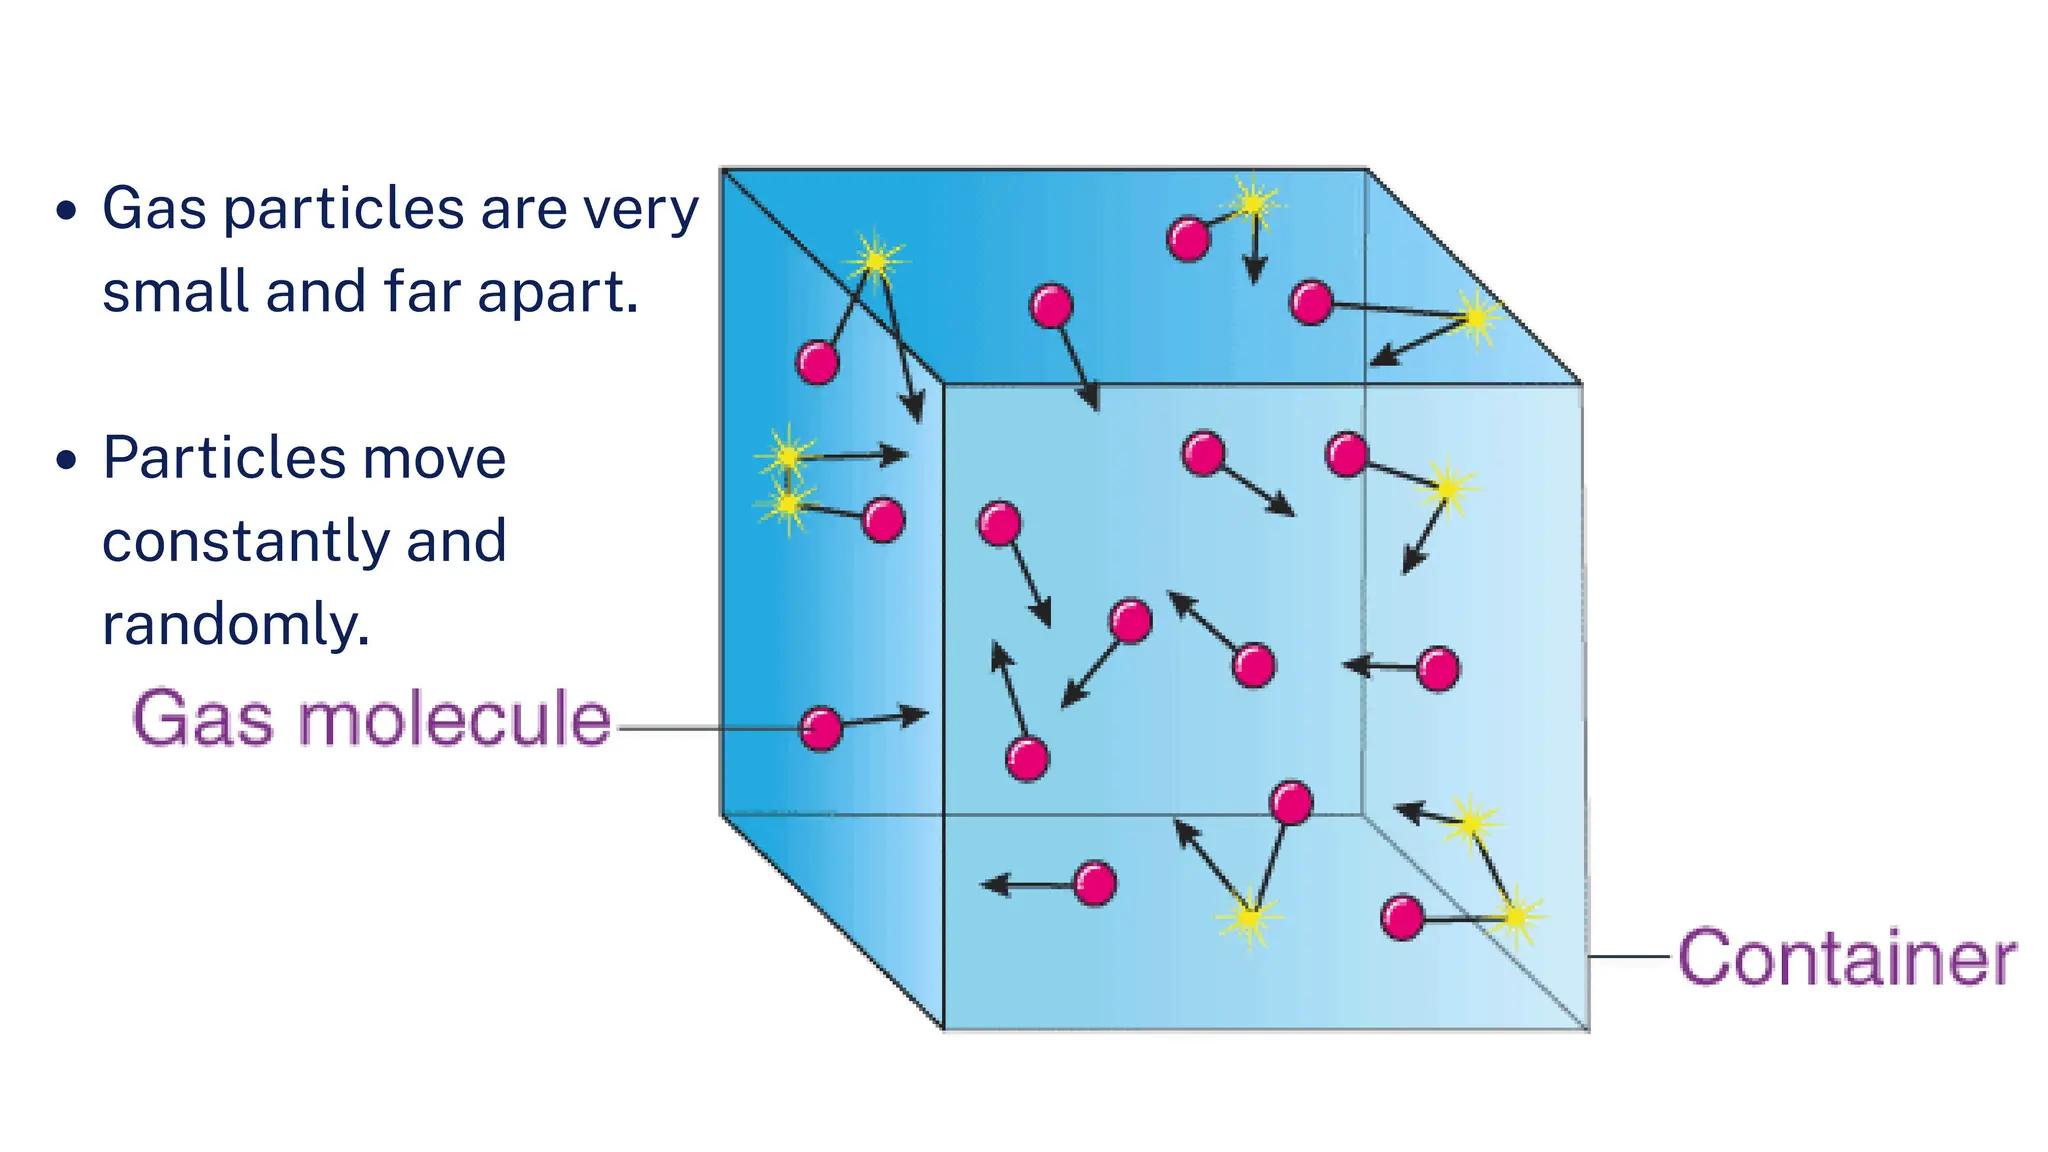 • Gas particles are very
small and far apart.
• Particles move
constantly and
randomly.
Gas molecule
Container